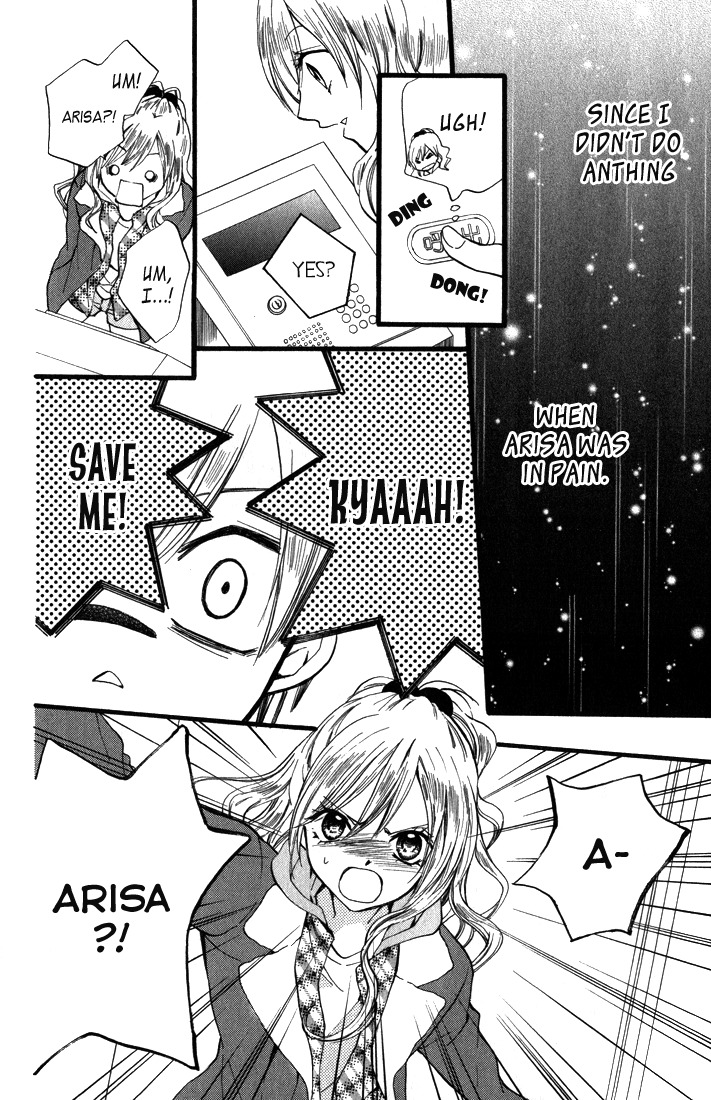 SINCE I
DIDN'T DO
ANTHING
WHEN
ARISA WAS
IN PAIN.
UGH!
DING
DONG!
YES?
UM!
ARISA?!
UM,
I...!
KYAAAH!
SAVE
ME!
A-
ARISA
?!